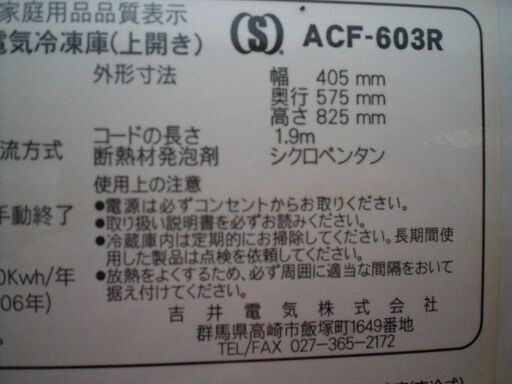 家庭用品品質表示
電気冷凍庫(上開き)
(S) ACF-603R
外形寸法 幅 405 mm
奥行 575 mm
高さ 825 mm
コードの長さ 1.9m
流方式 断熱材発泡剤 シクロペンタン
使用上の注意
●電源は必ずコンセントからお取りください。
手動終了 ●取り扱い説明書を必ずお読みください。
●冷蔵庫内は定期的にお掃除してください。長期間使
用した製品は点検を依頼してください。
0Kwh/年 ●放熱をよくするため、必ず周囲に適当な間隔をおいて
06年) 据え付けてください。
吉井電気株式会社
群馬県高崎市飯塚町1649番地
TEL/FAX 027-365-2172